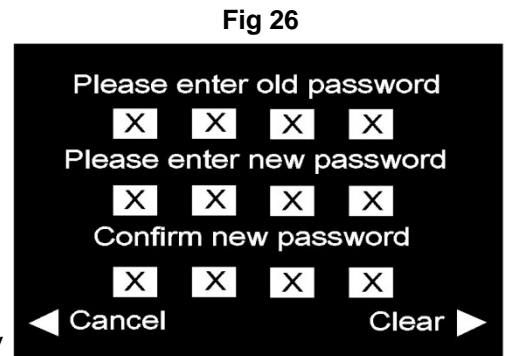 Fig 26
Please enter old password
X X X X
Please enter new password
X X X X
Confirm new password
X X X X
Cancel Clear